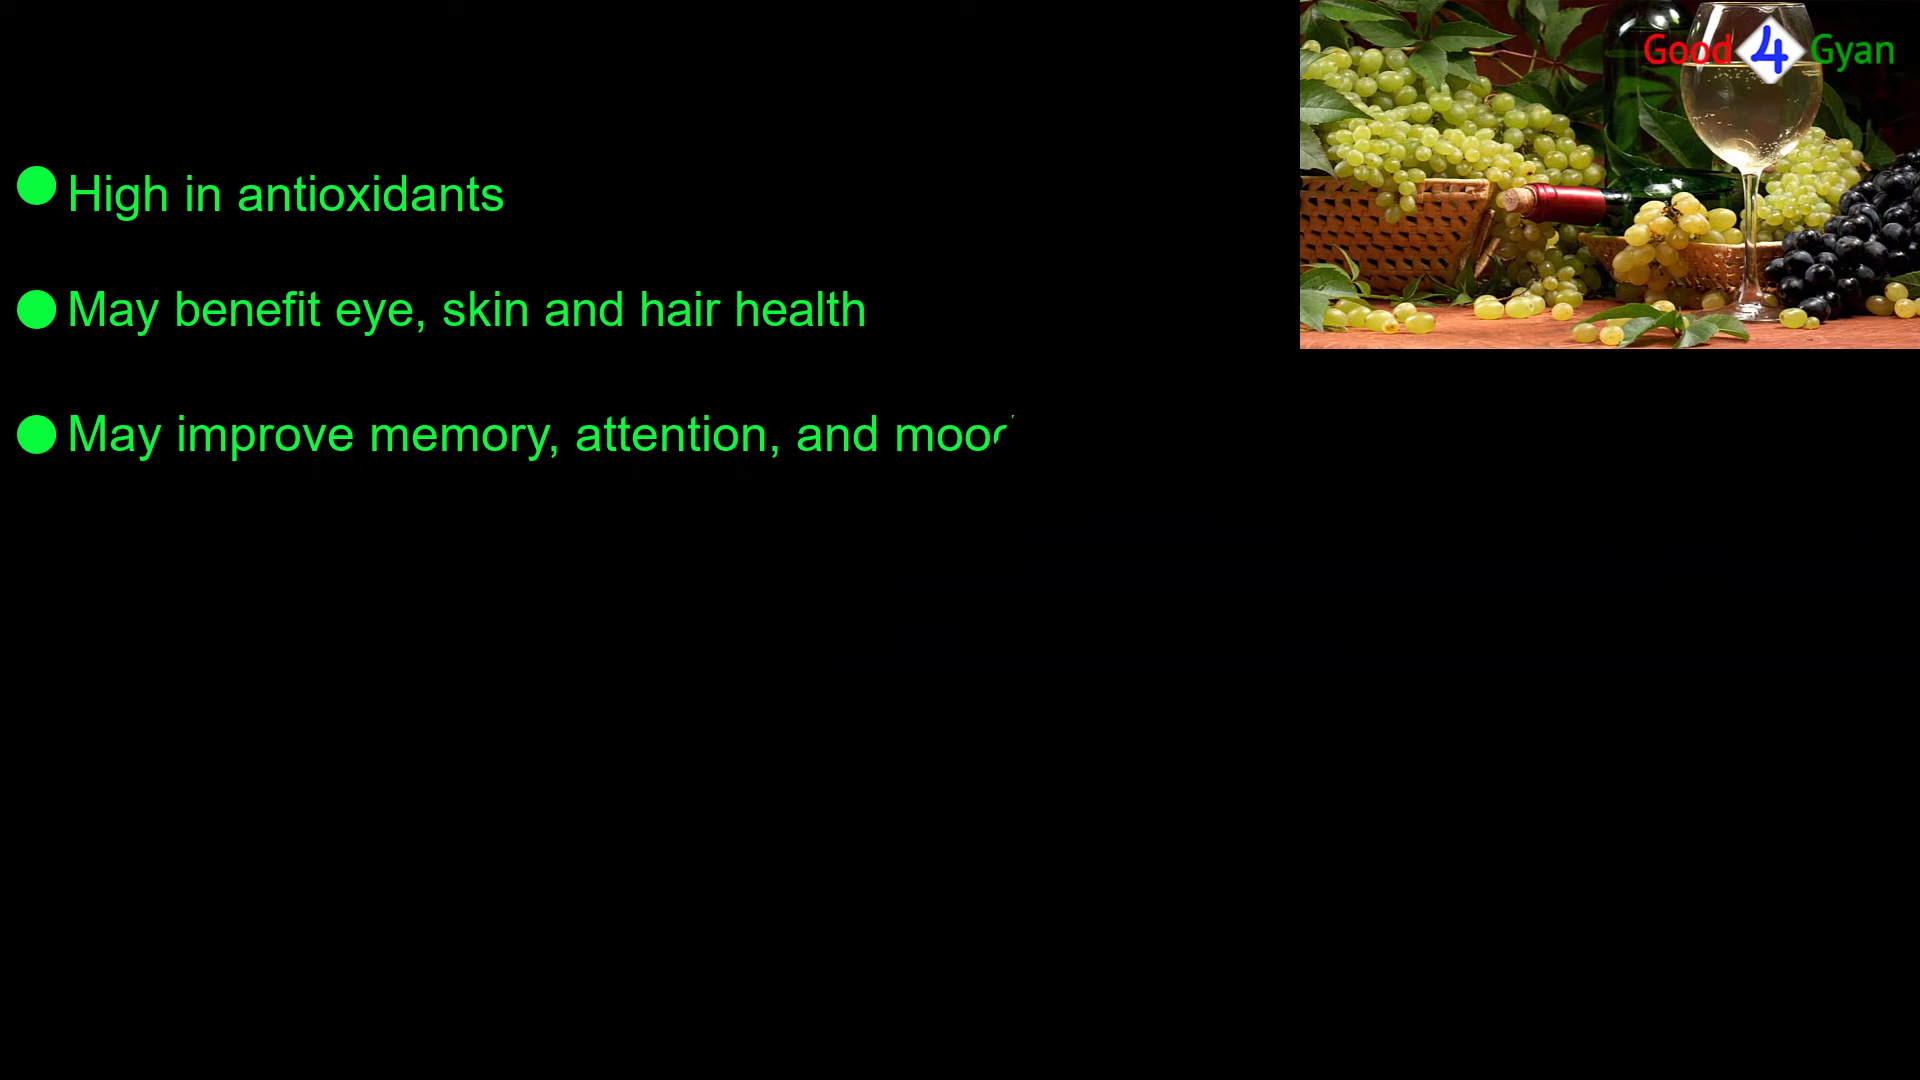 Good 4 Gyan
High in antioxidants
May benefit eye, skin and hair health
May improve memory, attention, and